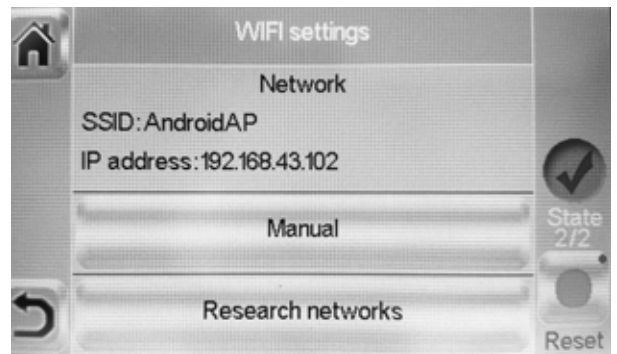 WIFI settings
Network
SSID:AndroidAP
IP address:192.168.43.102
Manual
Research networks
State
2/2
Reset